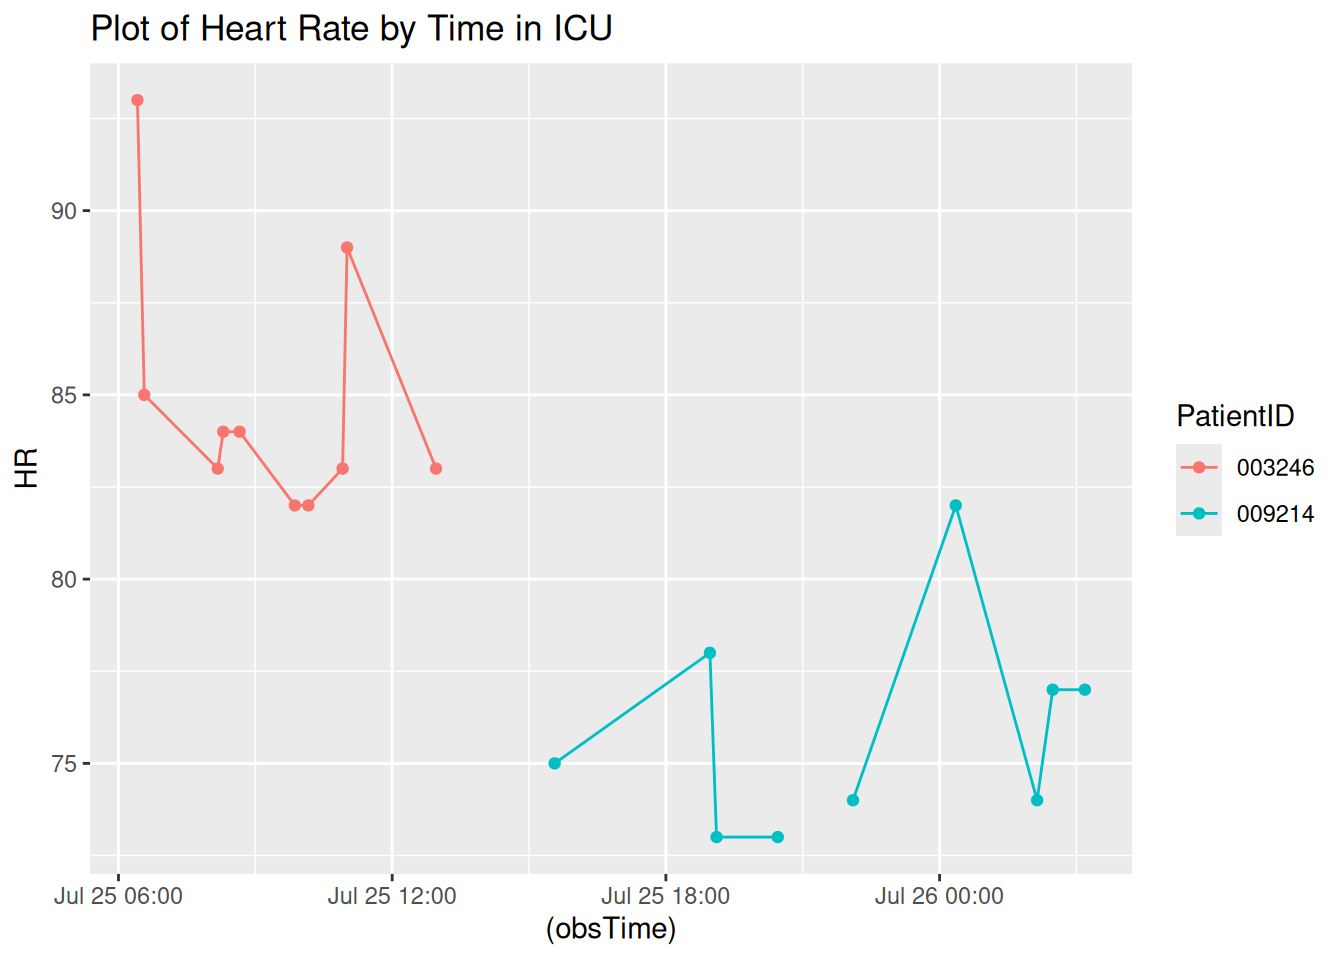 Plot of Heart Rate by Time in ICU
HR
90
85
80
75
Jul 25 06:00 Jul 25 12:00 Jul 25 18:00 Jul 26 00:00
(obsTime)
PatientID
003246
009214